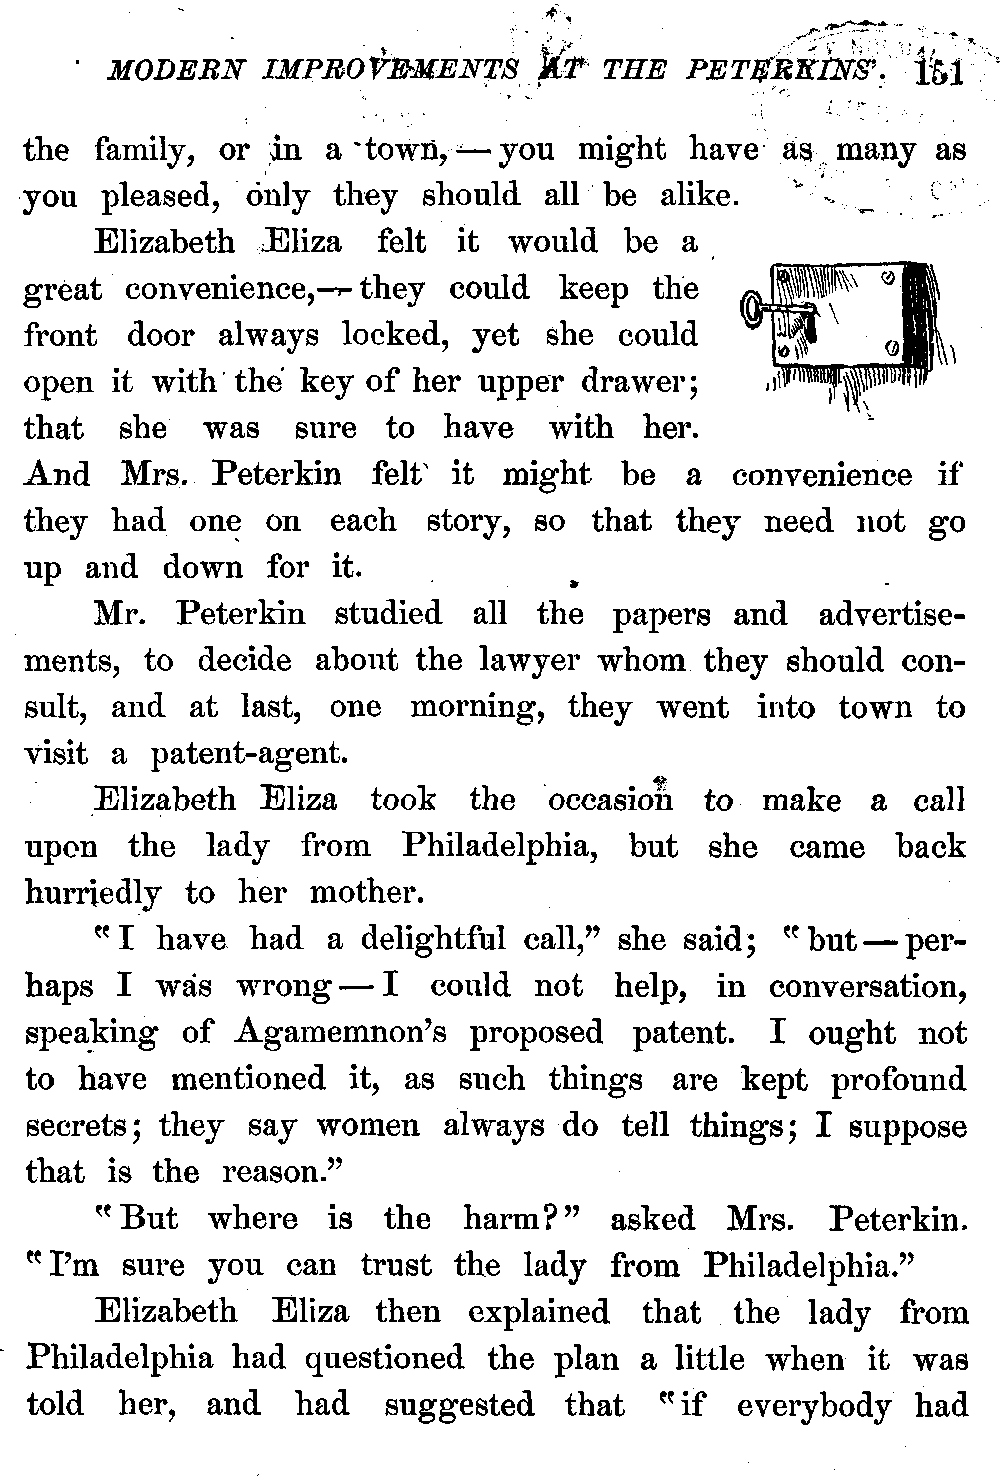 MODERN IMPROVEMENTS AT THE PETERKINS'. 151
the family, or in a town,—you might have as many as
you pleased, only they should all be alike.
Elizabeth Eliza felt it would be a
great convenience,—they could keep the
front door always locked, yet she could
open it with the key of her upper drawer;
that she was sure to have with her.
And Mrs. Peterkin felt it might be a convenience if
they had one on each story, so that they need not go
up and down for it.
Mr. Peterkin studied all the papers and advertise-
ments, to decide about the lawyer whom they should con-
sult, and at last, one morning, they went into town to
visit a patent-agent.
Elizabeth Eliza took the occasion to make a call
upon the lady from Philadelphia, but she came back
hurriedly to her mother.
"I have had a delightful call," she said; "but—per-
haps I was wrong—I could not help, in conversation,
speaking of Agamemnon's proposed patent. I ought not
to have mentioned it, as such things are kept profound
secrets; they say women always do tell things; I suppose
that is the reason."
"But where is the harm?" asked Mrs. Peterkin.
"I'm sure you can trust the lady from Philadelphia."
Elizabeth Eliza then explained that the lady from
Philadelphia had questioned the plan a little when it was
told her, and had suggested that "if everybody had